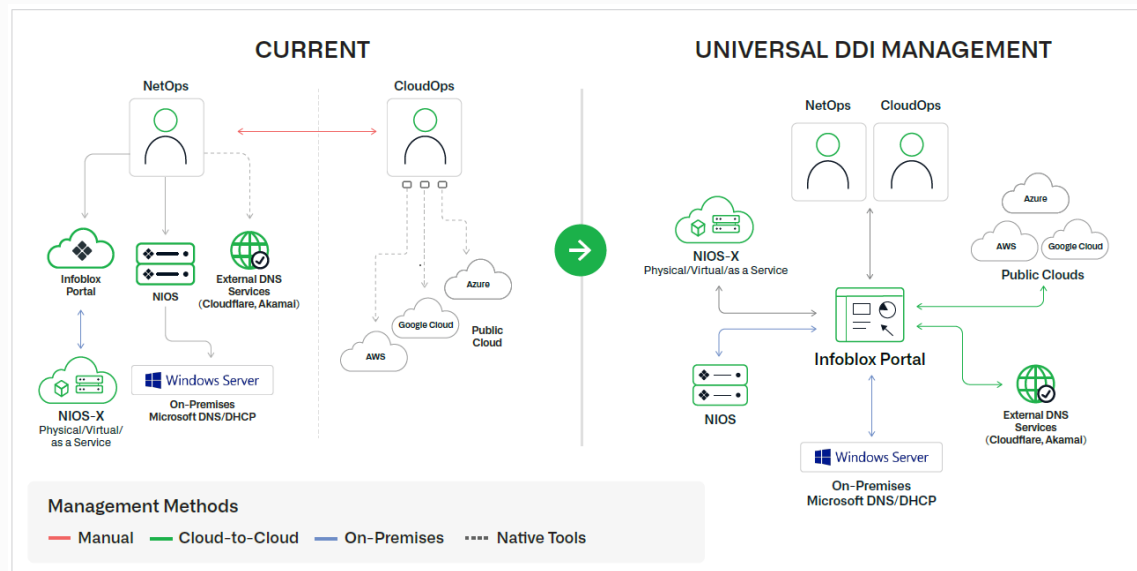 CURRENT
NetOps
CloudOps
Infoblox
Portal
NIOS
External DNS
Services
(Cloudflare, Akamal)
NIOS-X
Physical/Virtual/
as a Service
Windows Server
On-Premises
Microsoft DNS/DHCP
Azure
Google Cloud
AWS
Public
Cloud
UNIVERSAL DDI MANAGEMENT
NetOps
CloudOps
NIOS-X
Physical/Virtual/as a Service
Azure
AWS
Google Cloud
Public Clouds
Infoblox Portal
NIOS
External DNS
Services
(Cloudflare, Akamal)
Windows Server
On-Premises
Microsoft DNS/DHCP
Management Methods
Manual
Cloud-to-Cloud
On-Premises
Native Tools